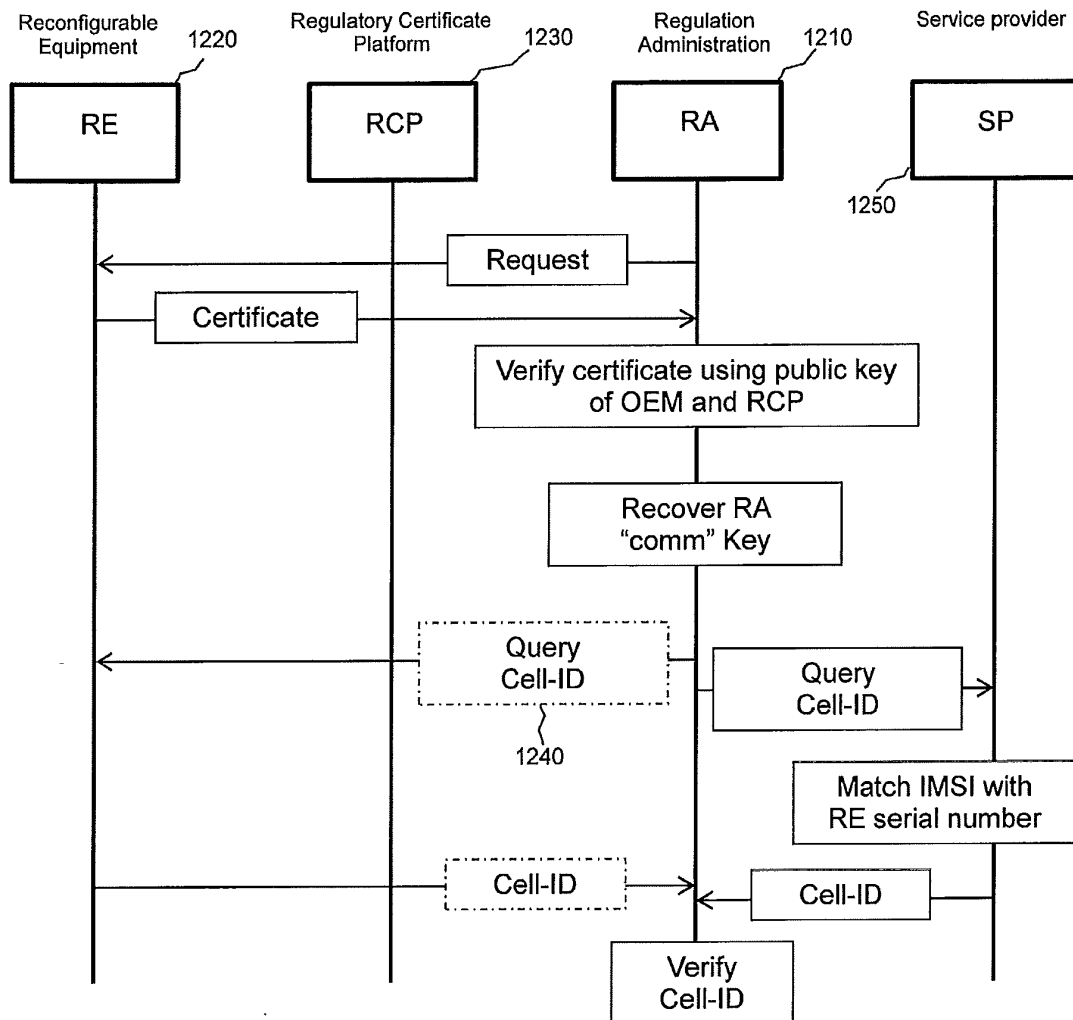 Reconfigurable
Equipment
1220
Regulatory Certificate
Platform
1230
Regulation
Administration
1210
Service provider
RE
RCP
RA
SP
1250
Request
Certificate
Verify certificate using public key
of OEM and RCP
Recover RA
“comm” Key
Query
Cell-ID
1240
Query
Cell-ID
Match IMSI with
RE serial number
Cell-ID
Cell-ID
Verify
Cell-ID